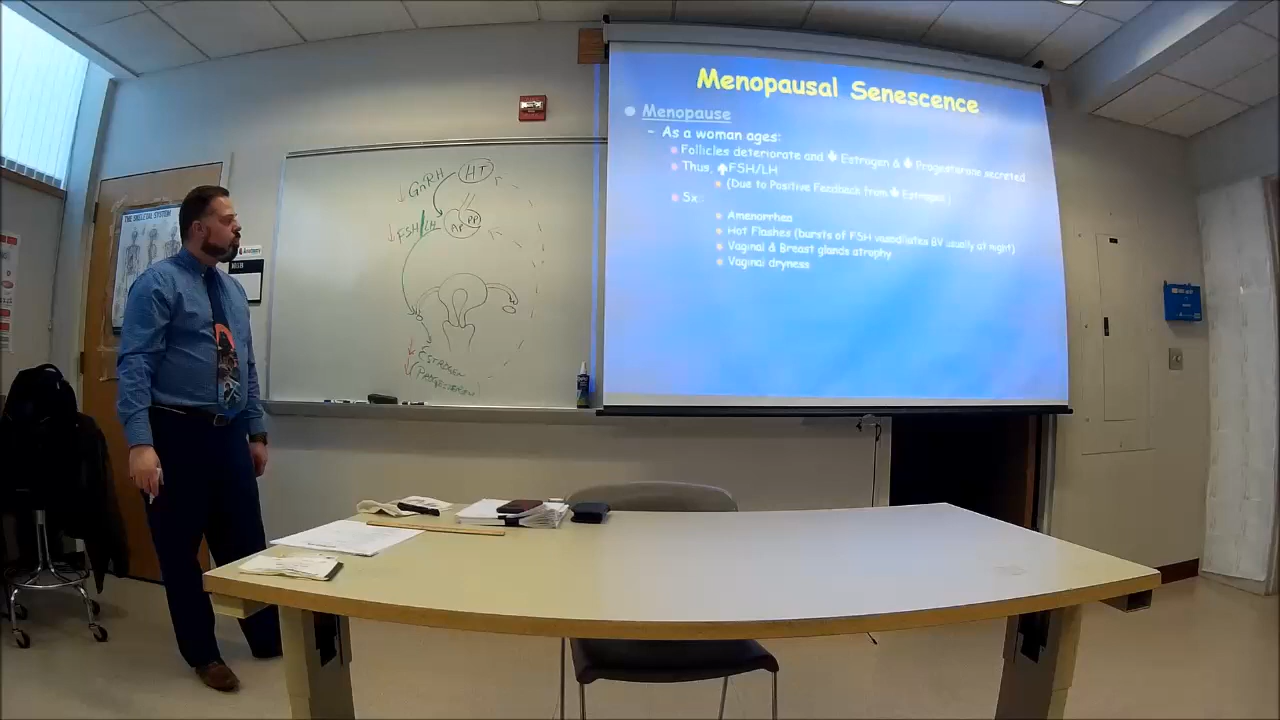 Menopausal Senescence
Menopause
– As a woman ages:
Follicles deteriorate and ↓ Estrogen & ↓ Progesterone secreted
Thus, ↑FSH/LH
(Due to Positive Feedback from ↓ Estrogen)
Sx:
Amenorrhea
Hot Flashes (bursts of FSH vasodilates BV usually at night)
Vaginal & Breast glands atrophy
Vaginal dryness
↓ GnRH
HT
↓ FSH/LH
AP PP
↓ Estrogen
↓ Progesterone
THE SKELETAL SYSTEM